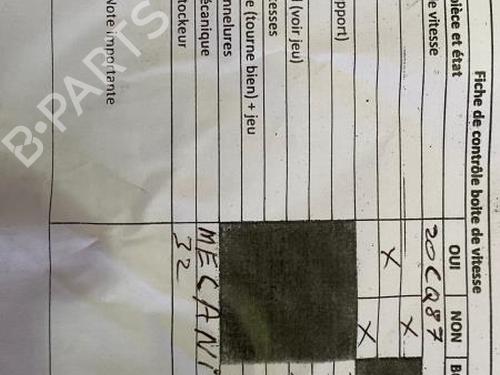 Fiche de contrôle boîte de vitesse
pièce et état OUI NON
e vitesse 20CQ87
X
X
pport) X
(voir jeu)
esses
e (tourne bien) + jeu
nnelures
écanique MECANI
tockeur 32
Note importante
B-PARTS